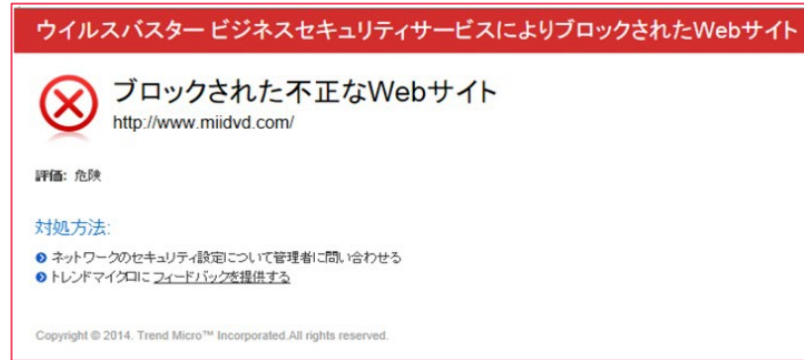 ウイルスバスター ビジネスセキュリティサービスによりブロックされたWebサイト
ブロックされた不正なWebサイト
http://www.miidvd.com/
評価: 危険
対処方法:
ネットワークのセキュリティ設定について管理者に問い合わせる
トレンドマイクロに フィードバックを提供する
Copyright © 2014. Trend Micro™ Incorporated.All rights reserved.